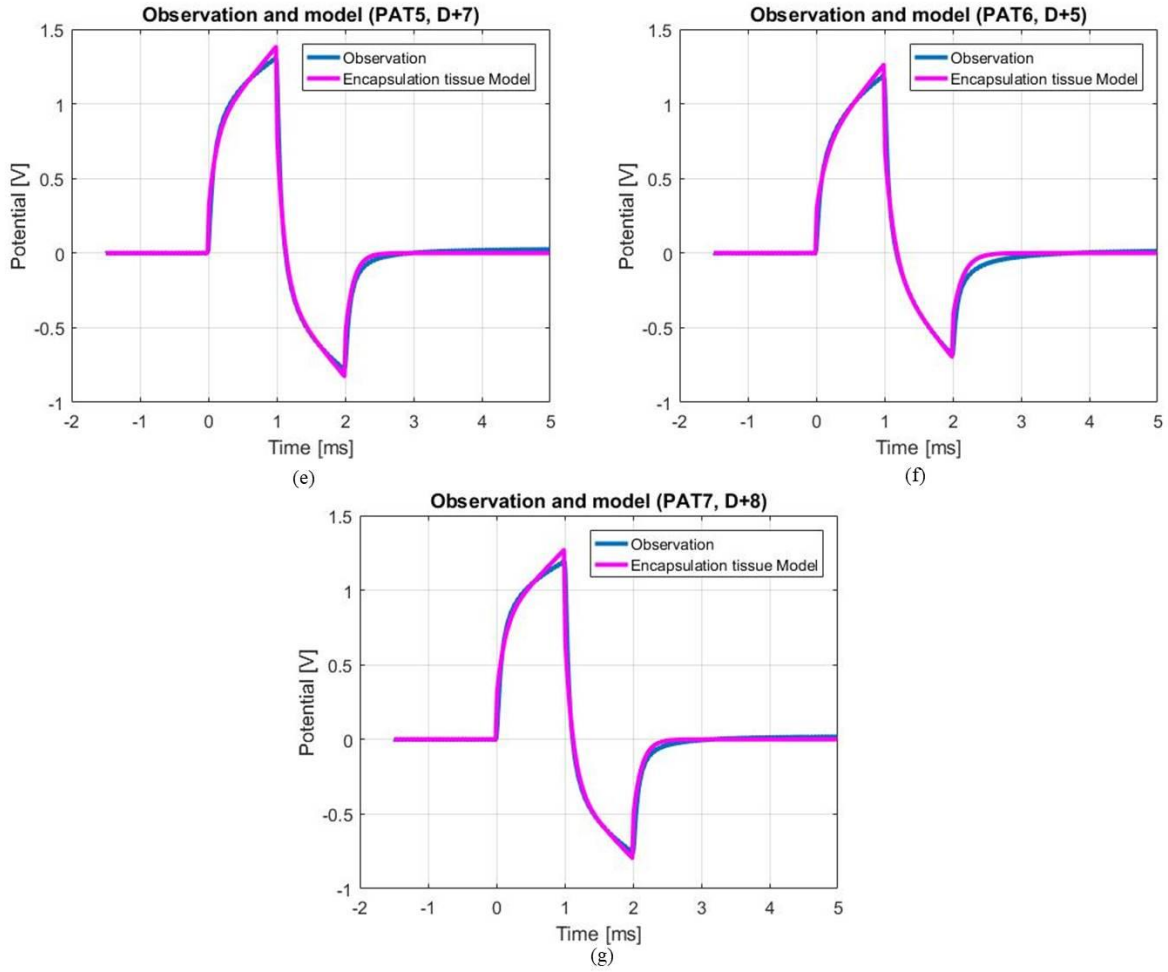 Observation and model (PAT5, D+7)
Observation
Encapsulation tissue Model
1.5
1
0.5
0
-0.5
-1
Potential [V]
-2 -1 0 1 2 3 4 5
Time [ms]
(e)
Observation and model (PAT6, D+5)
Observation
Encapsulation tissue Model
1.5
1
0.5
0
-0.5
-1
Potential [V]
-2 -1 0 1 2 3 4 5
Time [ms]
(f)
Observation and model (PAT7, D+8)
Observation
Encapsulation tissue Model
1.5
1
0.5
0
-0.5
-1
Potential [V]
-2 -1 0 1 2 3 4 5
Time [ms]
(g)